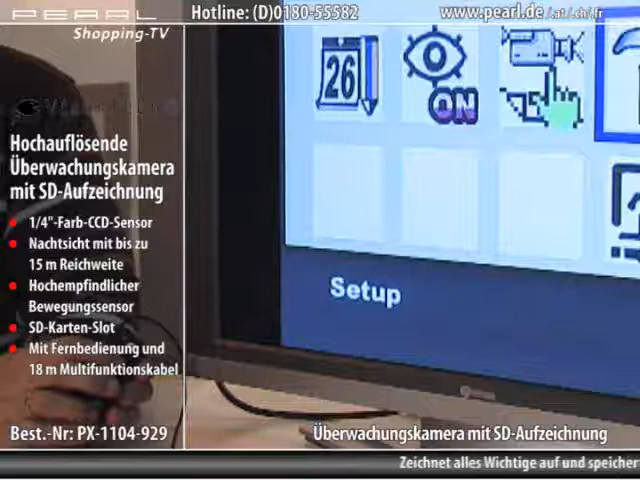 PEARL
Shopping-TV
Hotline: (D)0180-55582
www.pearl.de /.at/.ch/.fr
26
ON
Hochauflösende
Überwachungskamera
mit SD-Aufzeichnung
1/4"-Farb-CCD-Sensor
Nachtsicht mit bis zu
15 m Reichweite
Hochempfindlicher
Bewegungssensor
SD-Karten-Slot
Mit Fernbedienung und
18 m Multifunktionskabel
Setup
Best.-Nr: PX-1104-929
Überwachungskamera mit SD-Aufzeichnung
Zeichnet alles Wichtige auf und speicher